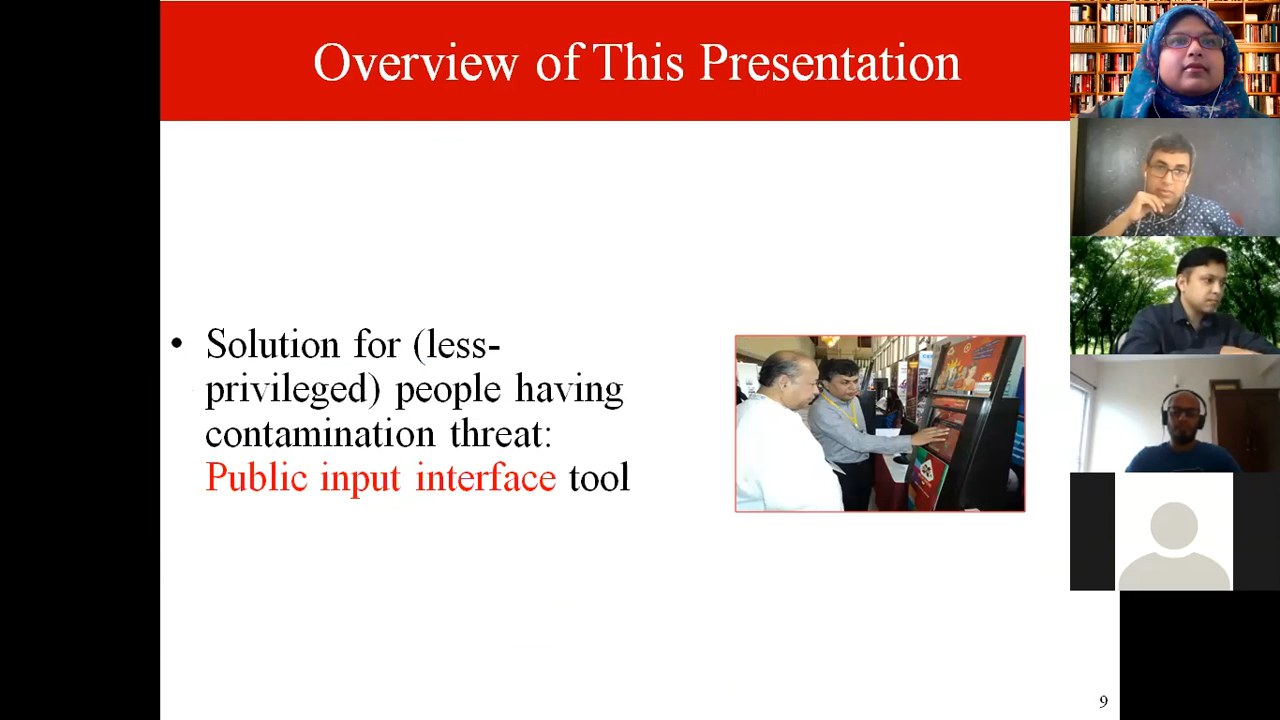 Overview of This Presentation
• Solution for (less-
privileged) people having
contamination threat:
Public input interface tool
9